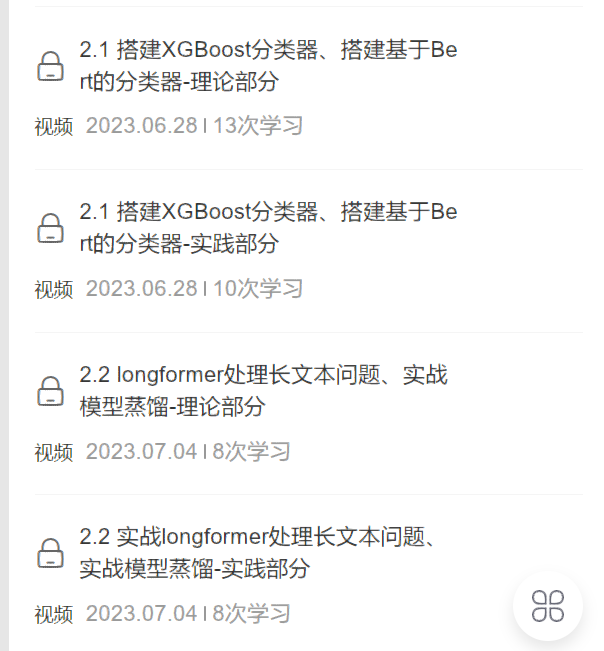 2.1 搭建XGBoost分类器、搭建基于Be
rt的分类器-理论部分
视频 2023.06.28 | 13次学习
2.1 搭建XGBoost分类器、搭建基于Be
rt的分类器-实践部分
视频 2023.06.28 | 10次学习
2.2 longformer处理长文本问题、实战
模型蒸馏-理论部分
视频 2023.07.04 | 8次学习
2.2 实战longformer处理长文本问题、
实战模型蒸馏-实践部分
视频 2023.07.04 | 8次学习